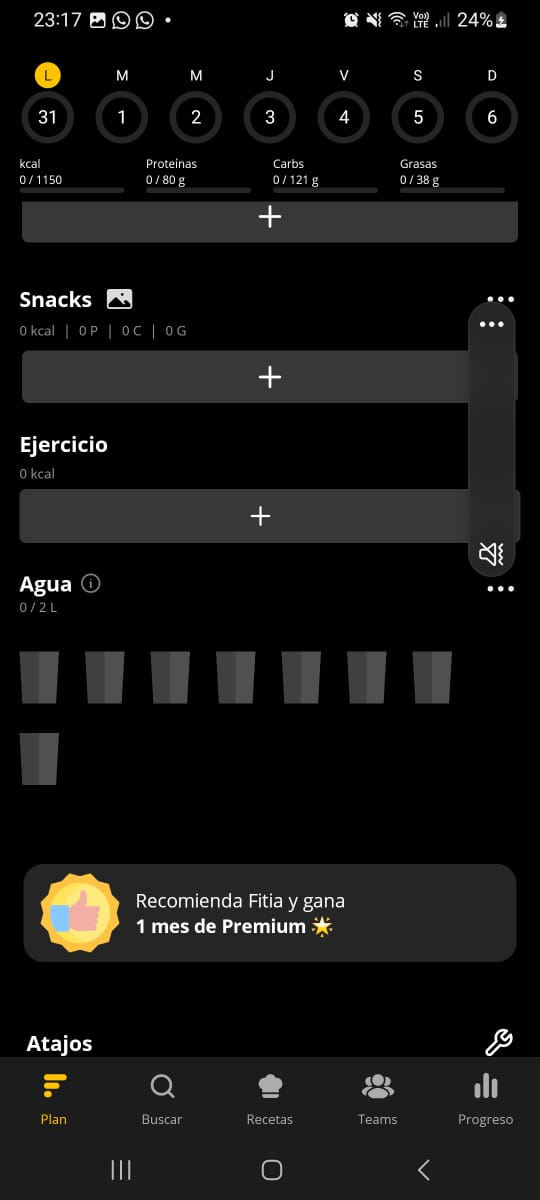 23:17 Vo)) LTE 24%
L M M J V S D
31 1 2 3 4 5 6
kcal Proteínas Carbs Grasas
0 / 1150 0 / 80 g 0 / 121 g 0 / 38 g
Snacks
0 kcal | 0 P | 0 C | 0 G
Ejercicio
0 kcal
Agua
0 / 2 L
Recomienda Fitia y gana
1 mes de Premium 🌟
Atajos
Plan Buscar Recetas Teams Progreso